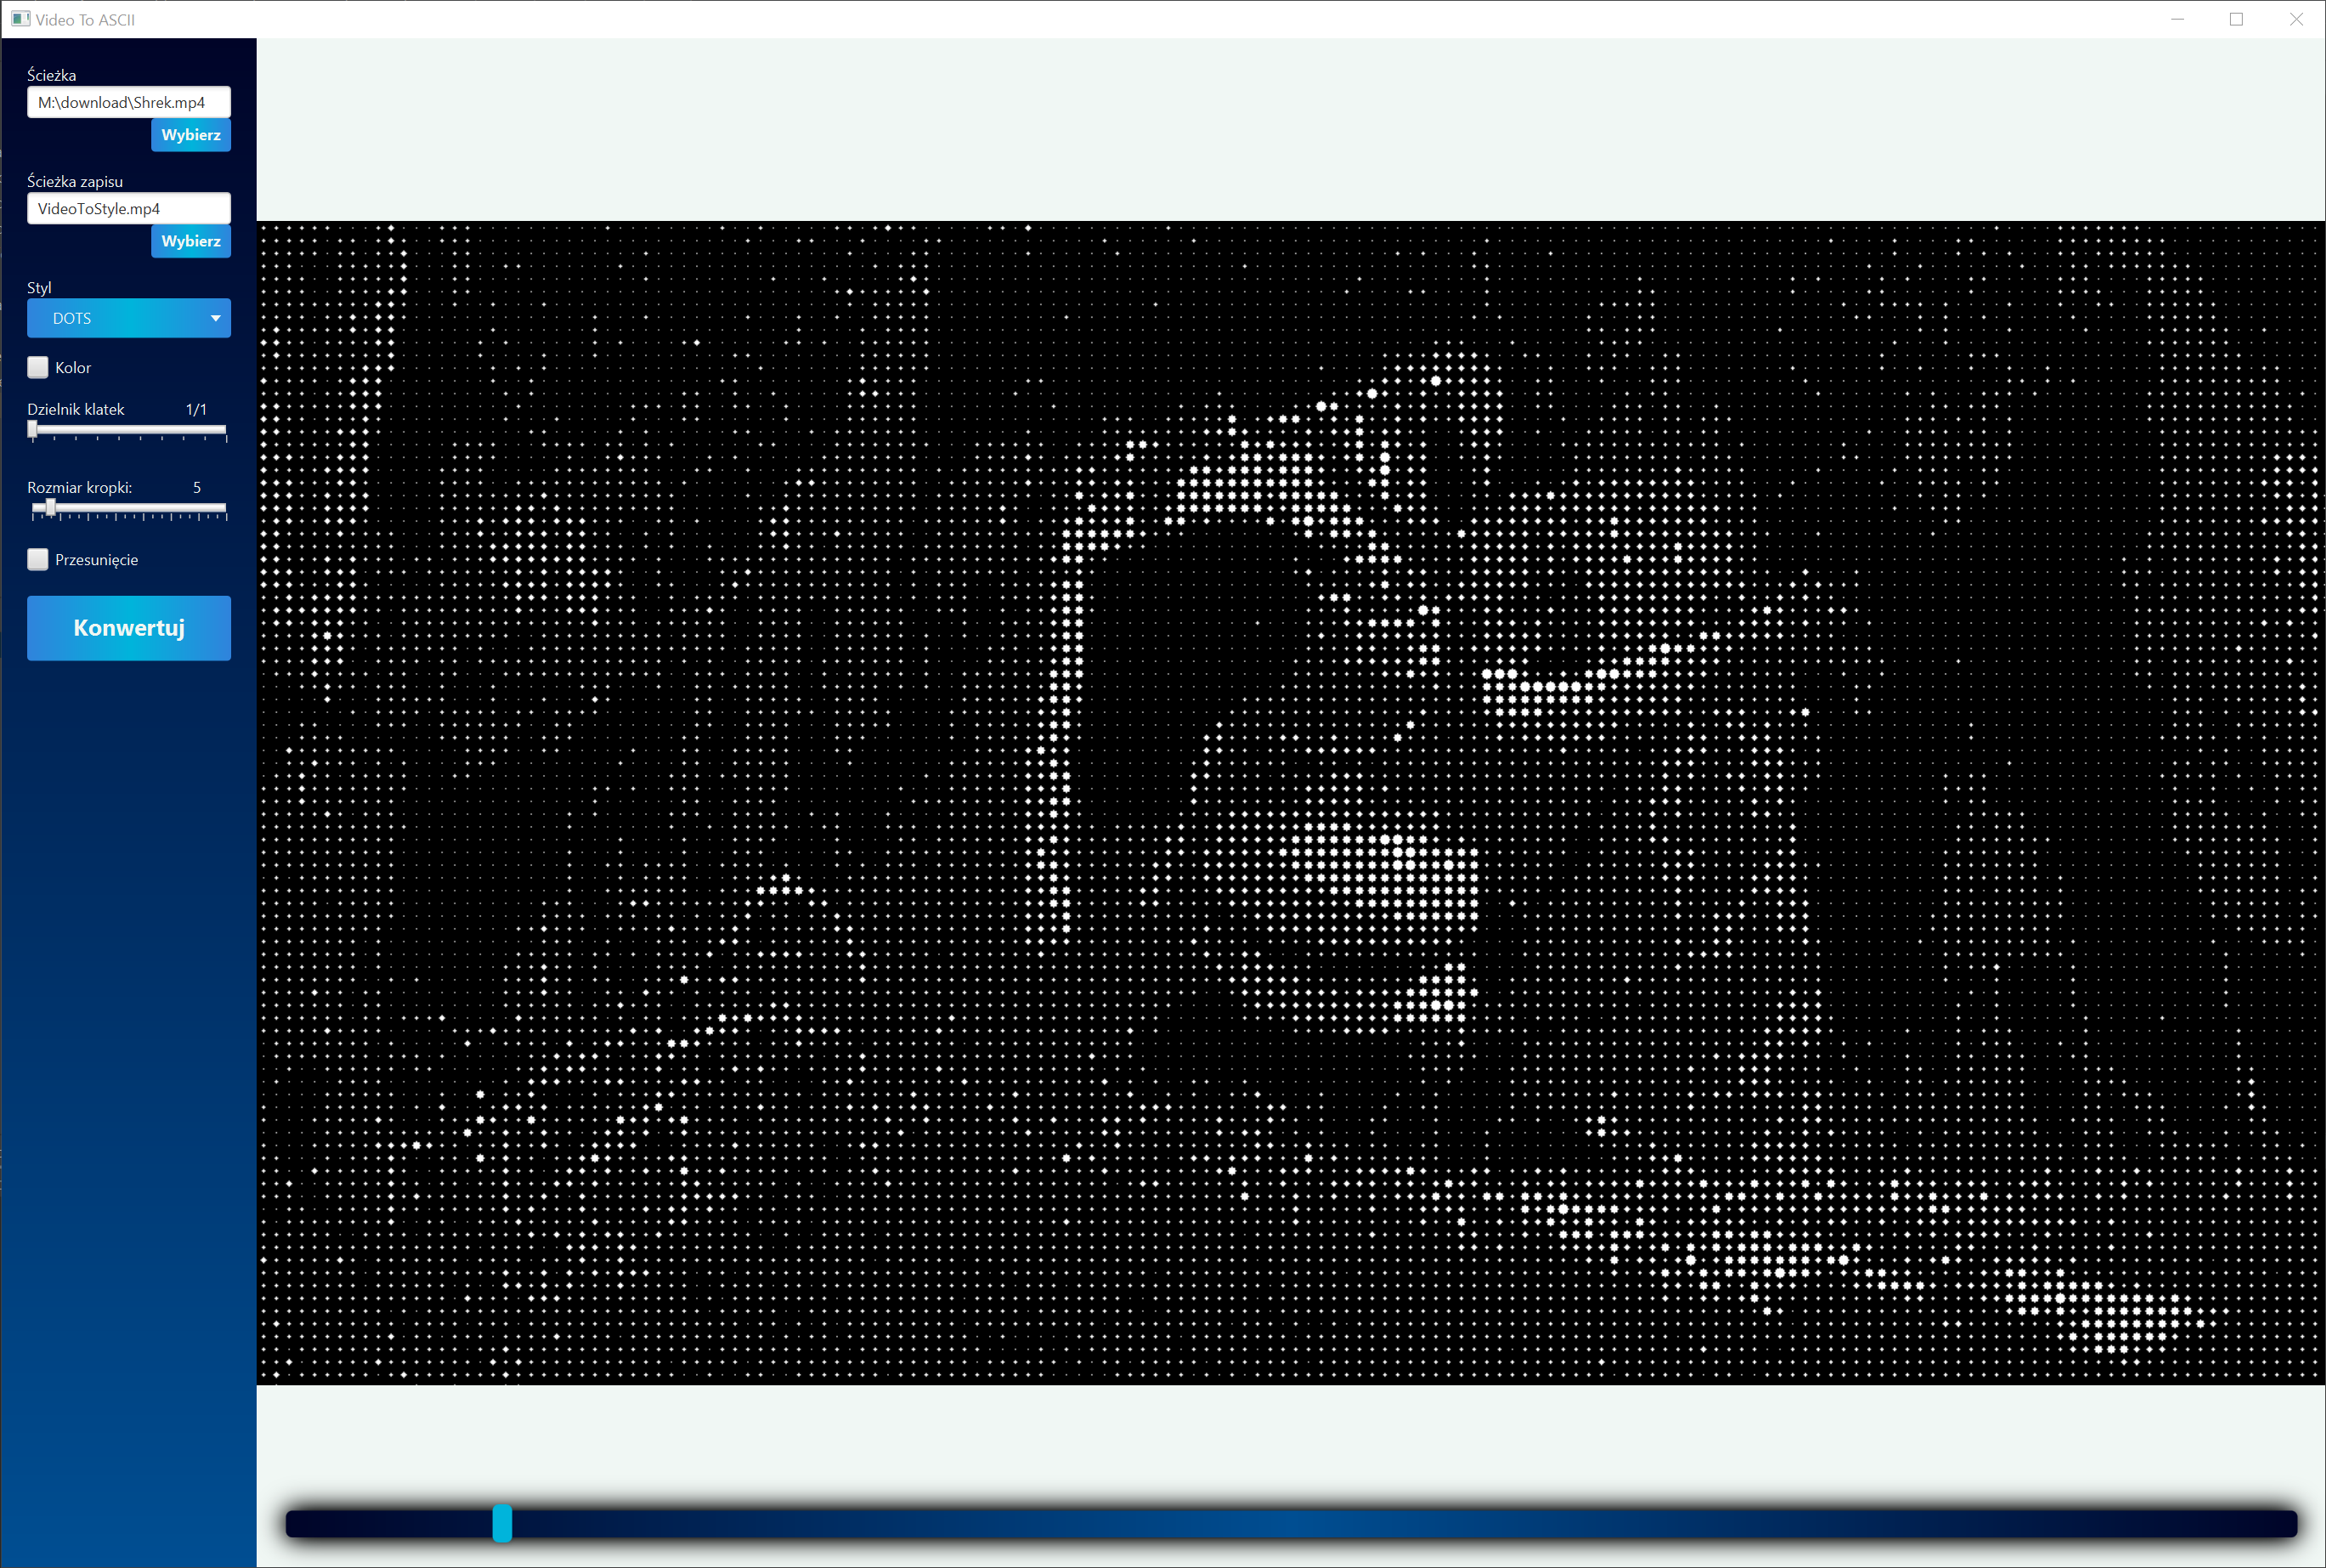 Video To ASCII
Ścieżka
M:\download\Shrek.mp4
Wybierz
Ścieżka zapisu
VideoToStyle.mp4
Wybierz
Styl
DOTS
Kolor
Dzielnik klatek 1/1
Rozmiar kropki: 5
Przesunięcie
Konwertuj